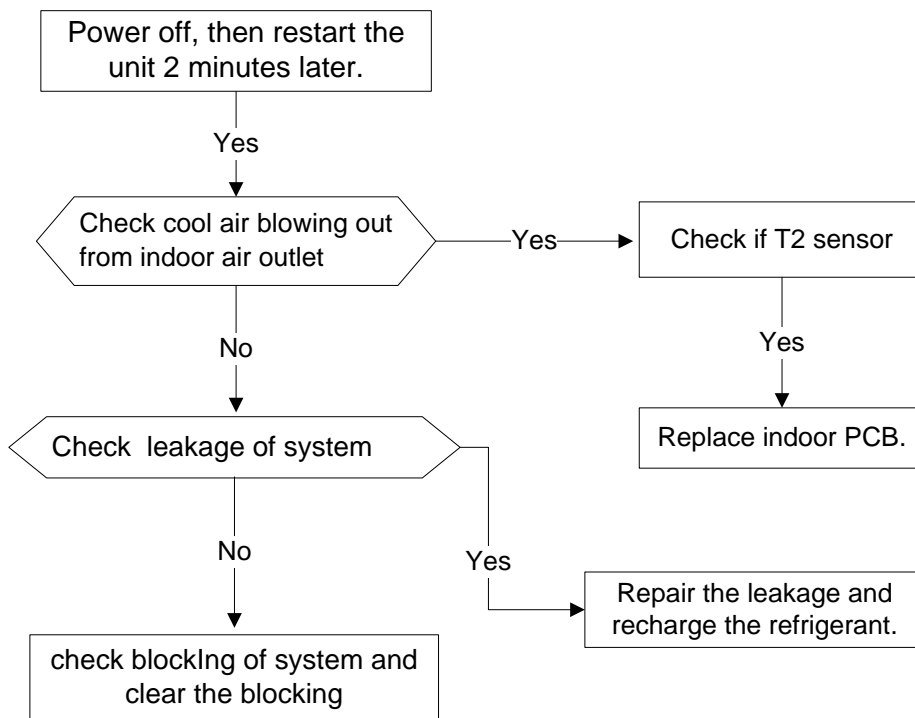 Power off, then restart the
unit 2 minutes later.
Yes
Check cool air blowing out
from indoor air outlet
Yes
Check if T2 sensor
No
Yes
Check leakage of system
Replace indoor PCB.
No
Yes
Repair the leakage and
recharge the refrigerant.
check blockIng of system and
clear the blocking